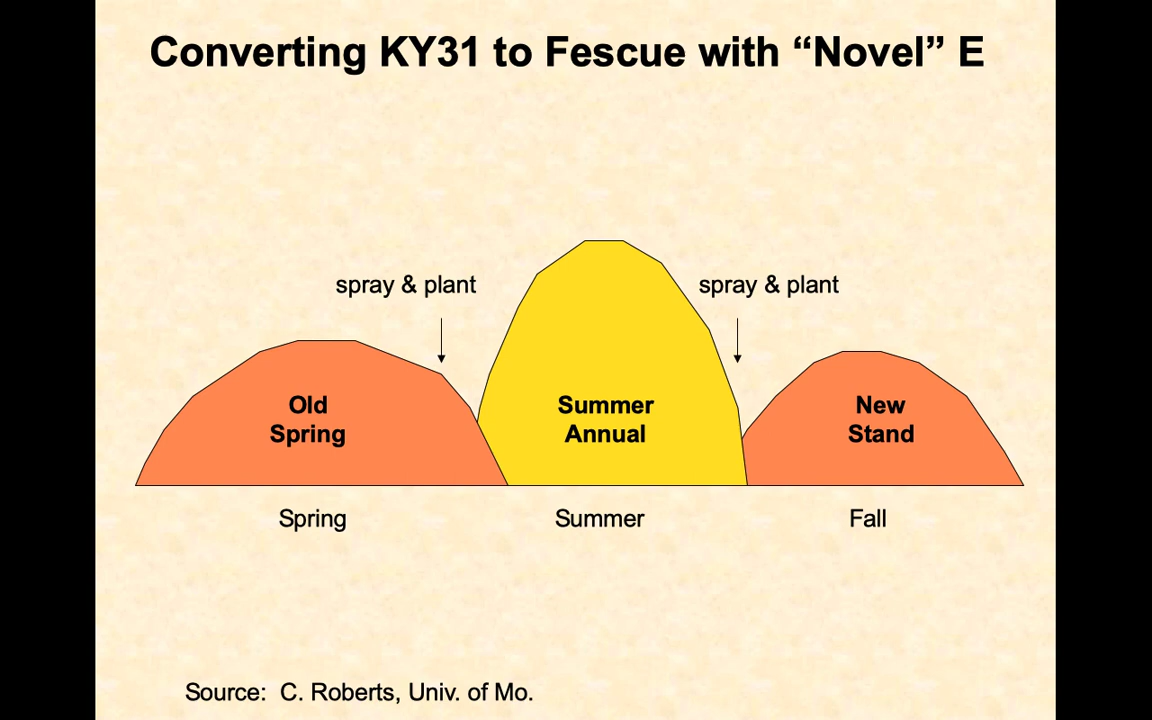 Converting KY31 to Fescue with “Novel” E
spray & plant
spray & plant
Old
Spring
Summer
Annual
New
Stand
Spring
Summer
Fall
Source:  C. Roberts, Univ. of Mo.